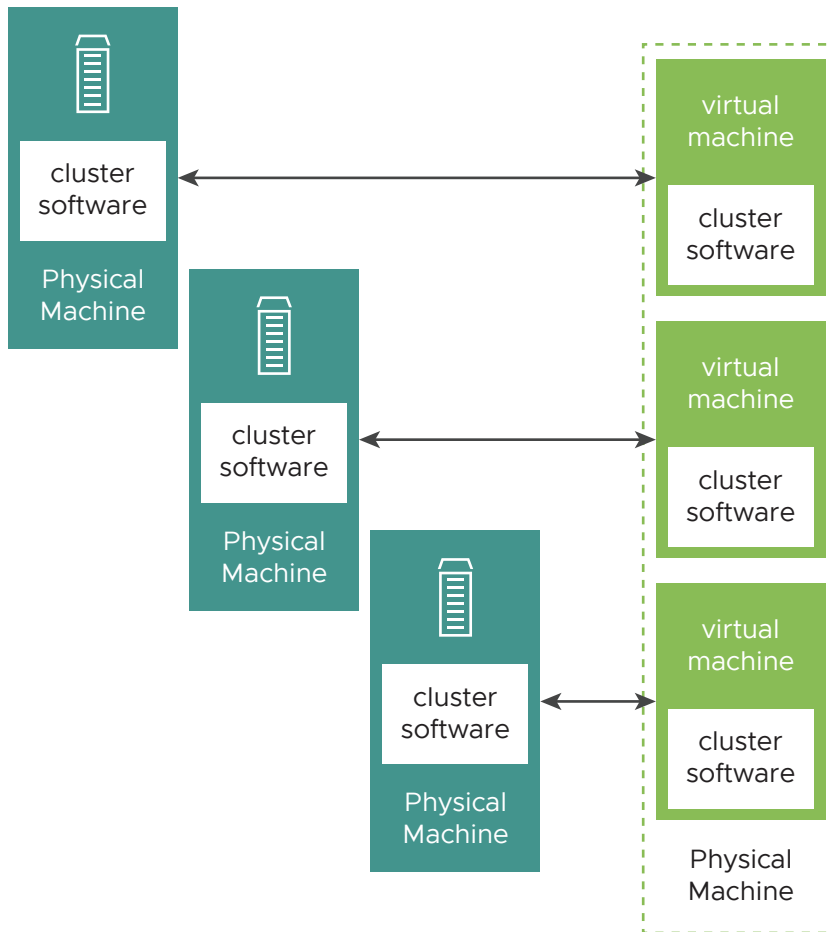 cluster
software
Physical
Machine
cluster
software
Physical
Machine
cluster
software
Physical
Machine
virtual
machine
cluster
software
virtual
machine
cluster
software
virtual
machine
cluster
software
Physical
Machine